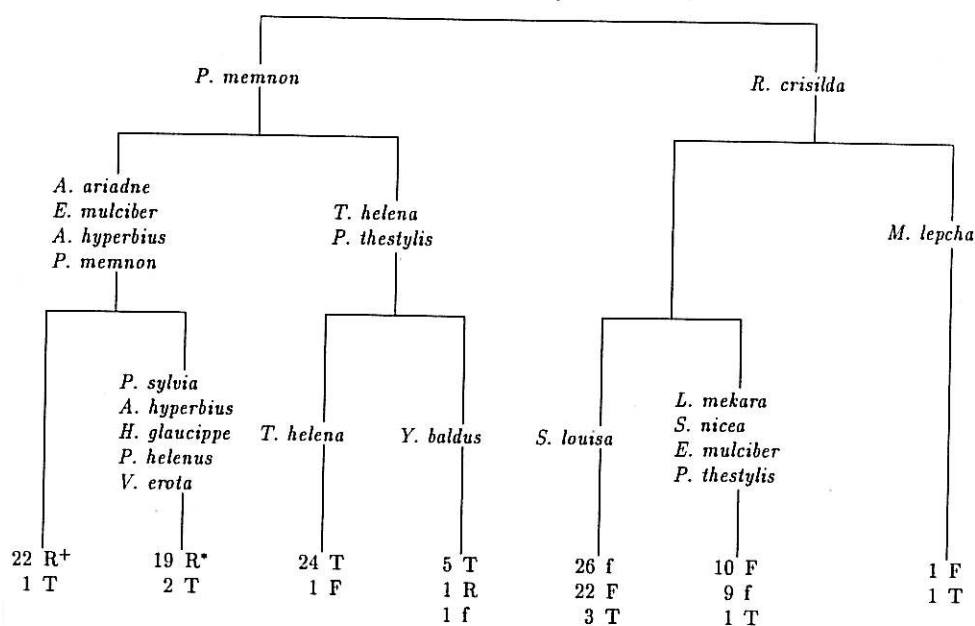 P. memnon
R. crisilda
A. ariadne
E. mulciber
A. hyperbius
P. memnon
T. helena
P. thestylis
M. lepcha
P. sylvia
A. hyperbius
H. glaucippe
P. helenus
V. erota
T. helena
Y. baldus
S. louisa
L. mekara
S. nicea
E. mulciber
P. thestylis
22 R+
1 T
19 R*
2 T
24 T
1 F
5 T
1 R
1 f
26 f
22 F
3 T
10 F
9 f
1 T
1 F
1 T